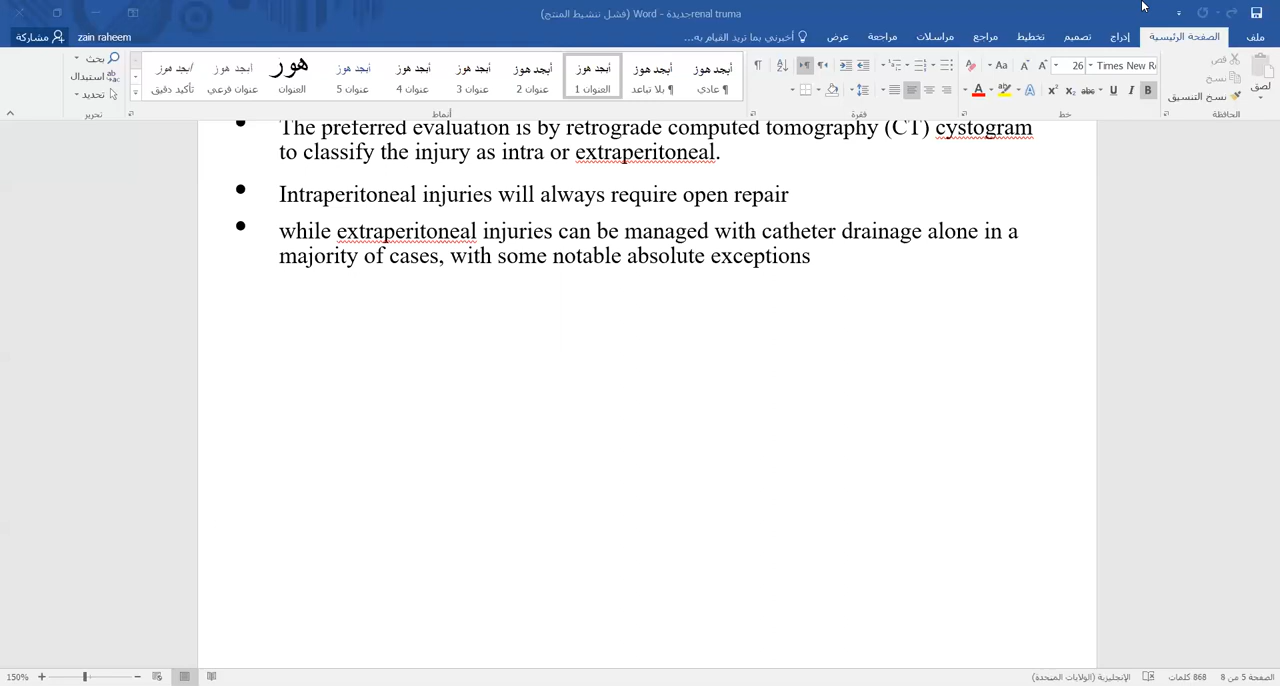 renal trumaجديدة - Word (فشل تنشيط المنتج)
ملف
الصفحة الرئيسية
إدراج
تصميم
تخطيط
مراجع
مراسلات
مراجعة
عرض
أخبرني بما تريد القيام به...
zain raheem
مشاركة
لصق
قص
نسخ
نسخ التنسيق
الحافظة
Times New R
26
Aa
B I U abc X₂ X² A
خط
فقرة
أبجد هوز
¶ عادي
أبجد هوز
¶ بلا تباعد
أبجد هوز
العنوان 1
أبجد هوز
عنوان 2
أبجد هوز
عنوان 3
أبجد هوز
عنوان 4
أبجد هوز
عنوان 5
هوز
العنوان
أبجد هوز
عنوان فرعي
أبجد هوز
تأكيد دقيق
أنماط
بحث
استبدال
تحديد
تحرير
• The preferred evaluation is by retrograde computed tomography (CT) cystogram
to classify the injury as intra or extraperitoneal.
• Intraperitoneal injuries will always require open repair
• while extraperitoneal injuries can be managed with catheter drainage alone in a
majority of cases, with some notable absolute exceptions
الصفحة 5 من 8
868 كلمات
الإنجليزية (الولايات المتحدة)
150%